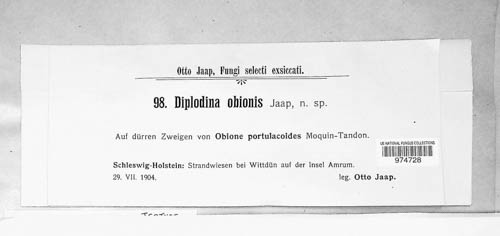 Otto Jaap, Fungi selecti exsiccati.
98. Diplodina obionis Jaap, n. sp.
Auf dürren Zweigen von Obione portulacoides Moquin-Tandon.
US NATIONAL FUNGUS COLLECTIONS
974728
Schleswig-Holstein: Strandwiesen bei Wittdün auf der Insel Amrum.
29. VII. 1904.
leg. Otto Jaap.